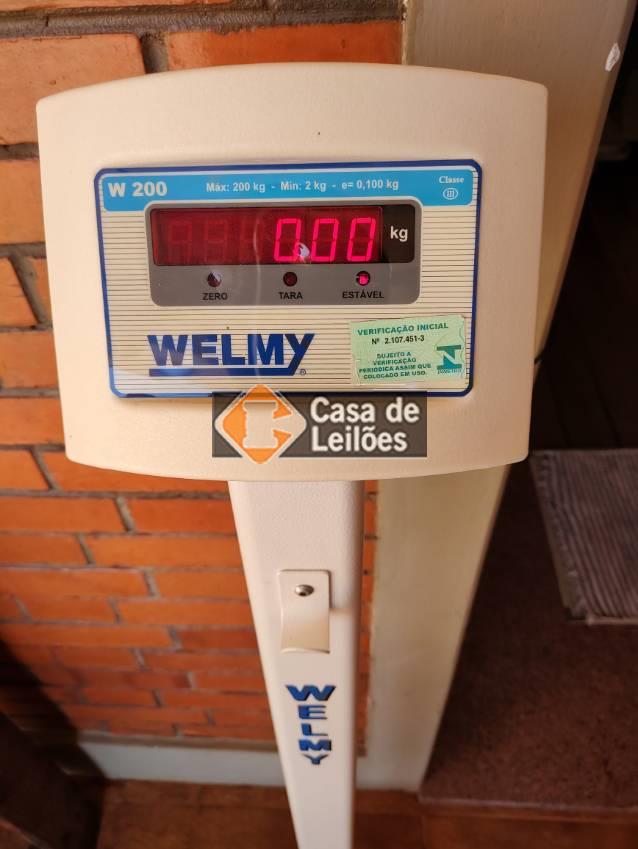 W 200
Máx: 200 kg - Min: 2 kg - e= 0,100 kg
Classe
III
0.00 kg
ZERO
TARA
ESTÁVEL
WELMY
VERIFICAÇÃO INICIAL
Nº 2.107.451-3
SUJEITO A
VERIFICAÇÃO
PERIÓDICA ASSIM QUE
COLOCADO EM USO.
INMETRO
Casa de
Leilões
WELMY